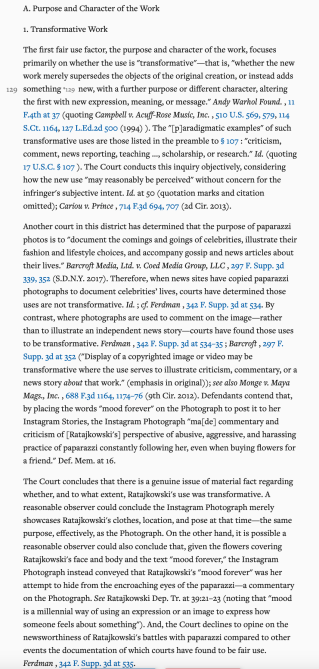 A. Purpose and Character of the Work
1. Transformative Work
The first fair use factor, the purpose and character of the work, focuses
primarily on whether the use is "transformative"—that is, "whether the new
work merely supersedes the objects of the original creation, or instead adds
129 something *129 new, with a further purpose or different character, altering
the first with new expression, meaning, or message." Andy Warhol Found. , 11
F.4th at 37 (quoting Campbell v. Acuff-Rose Music, Inc. , 510 U.S. 569, 579, 114
S.Ct. 1164, 127 L.Ed.2d 500 (1994) ). The "[p]aradigmatic examples" of such
transformative uses are those listed in the preamble to § 107 : "criticism,
comment, news reporting, teaching ..., scholarship, or research." Id. (quoting
17 U.S.C. § 107 ). The Court conducts this inquiry objectively, considering
how the new use "may reasonably be perceived" without concern for the
infringer's subjective intent. Id. at 50 (quotation marks and citation
omitted); Cariou v. Prince , 714 F.3d 694, 707 (2d Cir. 2013).
Another court in this district has determined that the purpose of paparazzi
photos is to "document the comings and goings of celebrities, illustrate their
fashion and lifestyle choices, and accompany gossip and news articles about
their lives." Barcroft Media, Ltd. v. Coed Media Group, LLC , 297 F. Supp. 3d
339, 352 (S.D.N.Y. 2017). Therefore, when news sites have copied paparazzi
photographs to document celebrities' lives, courts have determined those
uses are not transformative. Id. ; cf. Ferdman , 342 F. Supp. 3d at 534. By
contrast, where photographs are used to comment on the image—rather
than to illustrate an independent news story—courts have found those uses
to be transformative. Ferdman , 342 F. Supp. 3d at 534–35 ; Barcroft , 297 F.
Supp. 3d at 352 ("Display of a copyrighted image or video may be
transformative where the use serves to illustrate criticism, commentary, or a
news story about that work." (emphasis in original)); see also Monge v. Maya
Mags., Inc. , 688 F.3d 1164, 1174–76 (9th Cir. 2012). Defendants contend that,
by placing the words "mood forever" on the Photograph to post it to her
Instagram Stories, the Instagram Photograph "ma[de] commentary and
criticism of [Ratajkowski's] perspective of abusive, aggressive, and harassing
practice of paparazzi constantly following her, even when buying flowers for
a friend." Def. Mem. at 16.
The Court concludes that there is a genuine issue of material fact regarding
whether, and to what extent, Ratajkowski's use was transformative. A
reasonable observer could conclude the Instagram Photograph merely
showcases Ratajkowski's clothes, location, and pose at that time—the same
purpose, effectively, as the Photograph. On the other hand, it is possible a
reasonable observer could also conclude that, given the flowers covering
Ratajkowski's face and body and the text "mood forever," the Instagram
Photograph instead conveyed that Ratajkowski's "mood forever" was her
attempt to hide from the encroaching eyes of the paparazzi—a commentary
on the Photograph. See Ratajkowski Dep. Tr. at 39:21–23 (noting that "mood
is a millennial way of using an expression or an image to express how
someone feels about something"). And, the Court declines to opine on the
newsworthiness of Ratajkowski's battles with paparazzi compared to other
events the documentation of which courts have found to be fair use.
Ferdman , 342 F. Supp. 3d at 535.